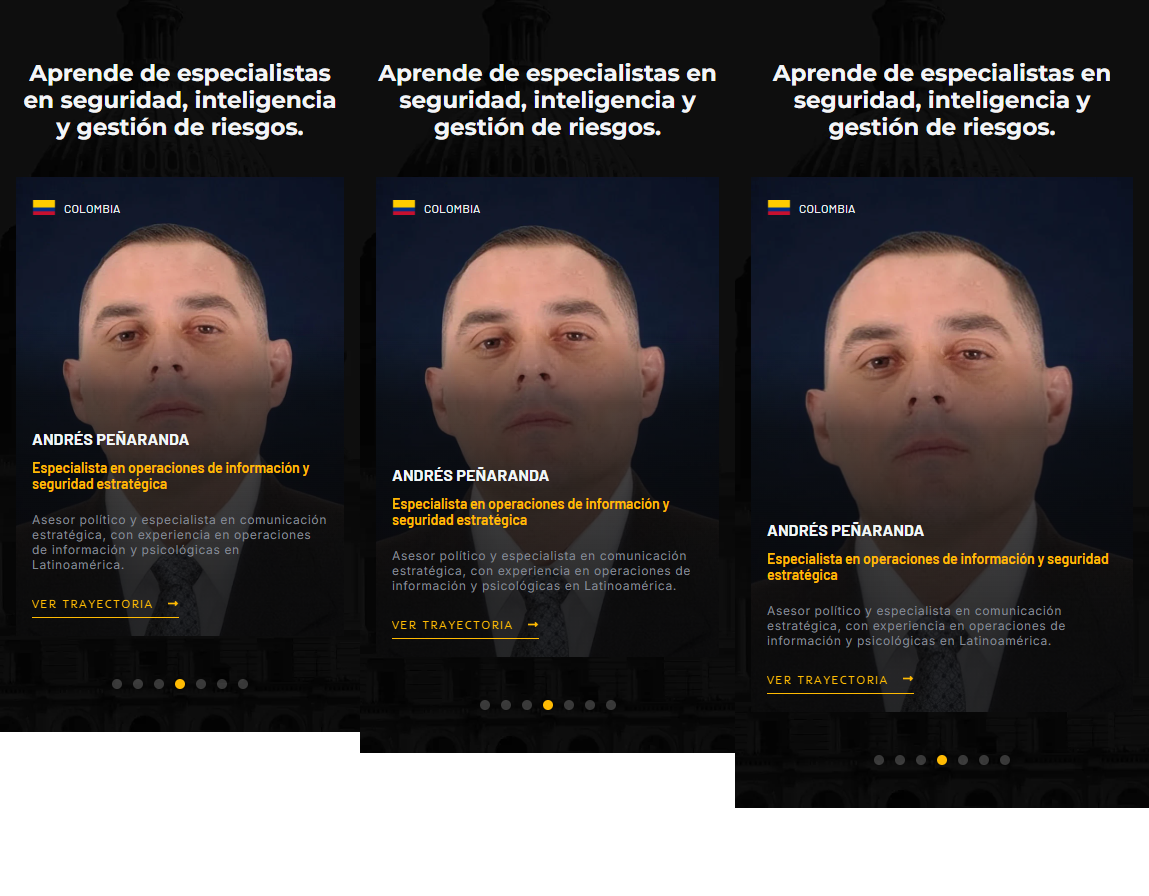 Aprende de especialistas
en seguridad, inteligencia
y gestión de riesgos.
COLOMBIA
ANDRÉS PEÑARANDA
Especialista en operaciones de información y
seguridad estratégica
Asesor político y especialista en comunicación
estratégica, con experiencia en operaciones
de información y psicológicas en
Latinoamérica.
VER TRAYECTORIA →
Aprende de especialistas en
seguridad, inteligencia y
gestión de riesgos.
COLOMBIA
ANDRÉS PEÑARANDA
Especialista en operaciones de información y
seguridad estratégica
Asesor político y especialista en comunicación
estratégica, con experiencia en operaciones de
información y psicológicas en Latinoamérica.
VER TRAYECTORIA →
Aprende de especialistas en
seguridad, inteligencia y
gestión de riesgos.
COLOMBIA
ANDRÉS PEÑARANDA
Especialista en operaciones de información y seguridad
estratégica
Asesor político y especialista en comunicación
estratégica, con experiencia en operaciones de
información y psicológicas en Latinoamérica.
VER TRAYECTORIA →